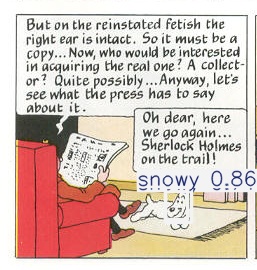 But on the reinstated fetish the
right ear is intact. So it must be a
copy... Now, who would be interested
in acquiring the real one? A collect-
or? Quite possibly... Anyway, let's
see what the press has to say
about it.
Oh dear, here
we go again...
Sherlock Holmes
on the trail!
snowy 0.86